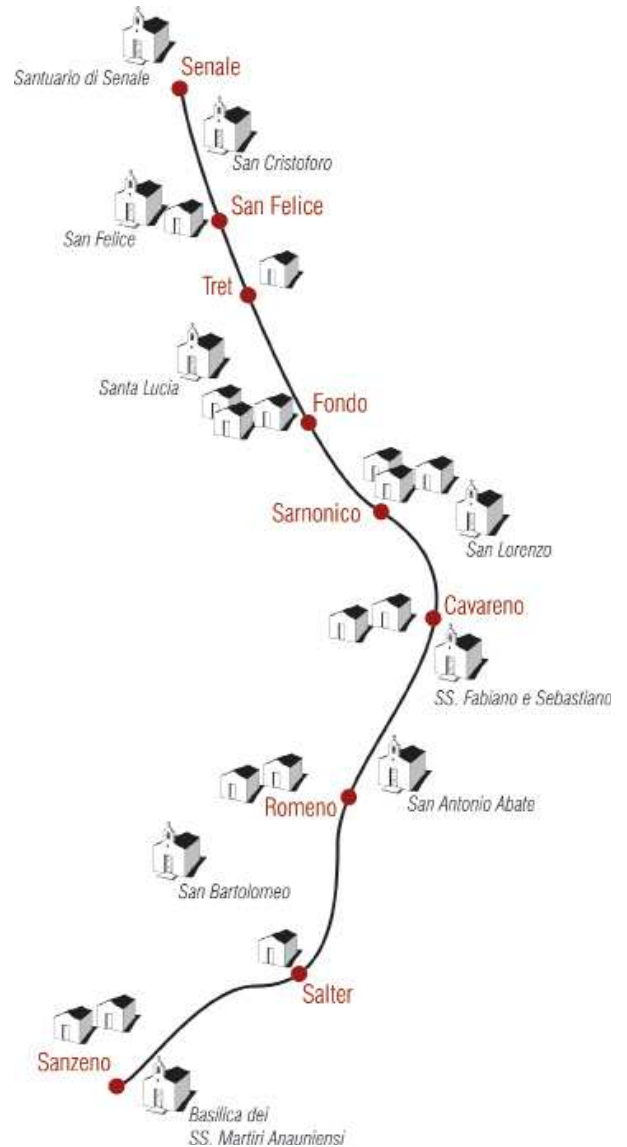 Senale
Santuario di Senale
San Cristoforo
San Felice
San Felice
Tret
Santa Lucia
Fondo
Sarnonico
San Lorenzo
Cavareno
SS. Fabiano e Sebastiano
Romeno
San Antonio Abate
San Bartolomeo
Salter
Sanzeno
Basilica dei
SS. Martiri Anauniensi